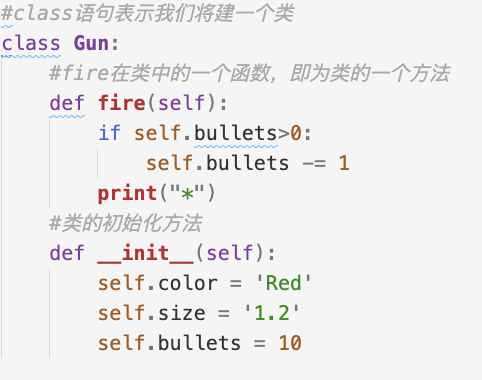 #class语句表示我们将建一个类
class Gun:
    #fire在类中的一个函数，即为类的一个方法
    def fire(self):
        if self.bullets>0:
            self.bullets -= 1
        print("*")
    #类的初始化方法
    def __init__(self):
        self.color = 'Red'
        self.size = '1.2'
        self.bullets = 10